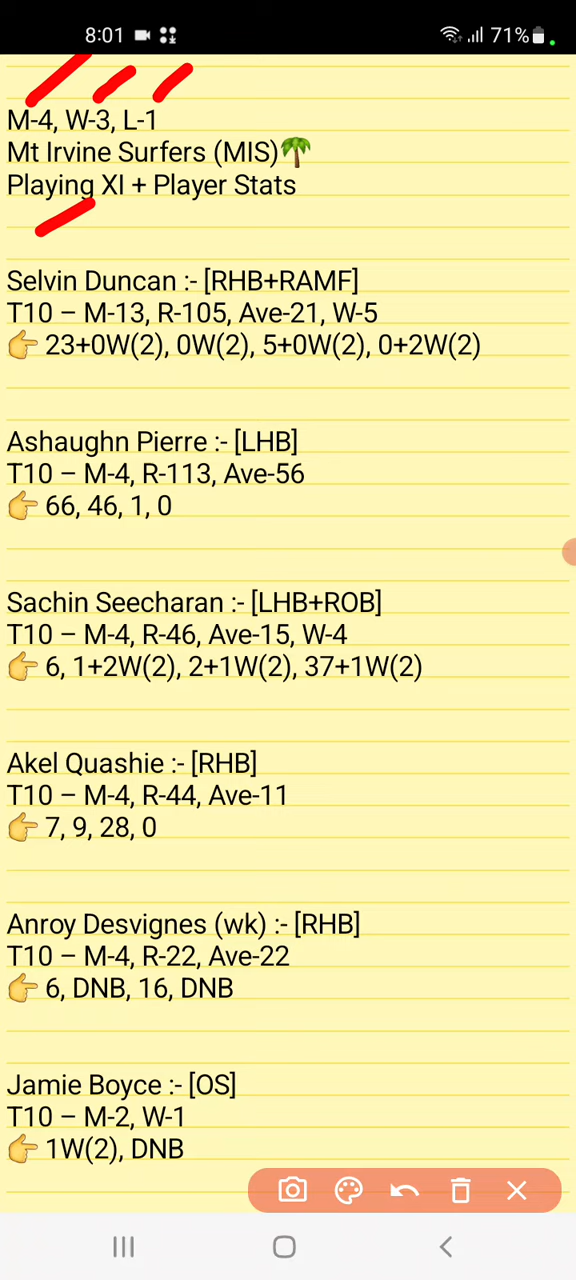 8:01
71%
M-4, W-3, L-1
Mt Irvine Surfers (MIS)🌴
Playing XI + Player Stats
Selvin Duncan :- [RHB+RAMF]
T10 – M-13, R-105, Ave-21, W-5
👉 23+0W(2), 0W(2), 5+0W(2), 0+2W(2)
Ashaughn Pierre :- [LHB]
T10 – M-4, R-113, Ave-56
👉 66, 46, 1, 0
Sachin Seecharan :- [LHB+ROB]
T10 – M-4, R-46, Ave-15, W-4
👉 6, 1+2W(2), 2+1W(2), 37+1W(2)
Akel Quashie :- [RHB]
T10 – M-4, R-44, Ave-11
👉 7, 9, 28, 0
Anroy Desvignes (wk) :- [RHB]
T10 – M-4, R-22, Ave-22
👉 6, DNB, 16, DNB
Jamie Boyce :- [OS]
T10 – M-2, W-1
👉 1W(2), DNB